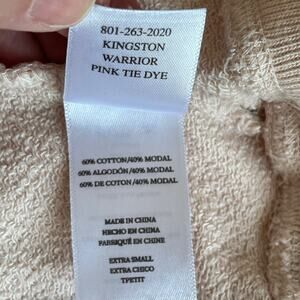 801-263-2020
KINGSTON
WARRIOR
PINK TIE DYE
60% COTTON/40% MODAL
60% ALGODÓN/40% MODAL
60% DE COTON/40% MODAL
MADE IN CHINA
HECHO EN CHINA
FABRIQUÉ EN CHINE
EXTRA SMALL
EXTRA CHICO
TPETIT